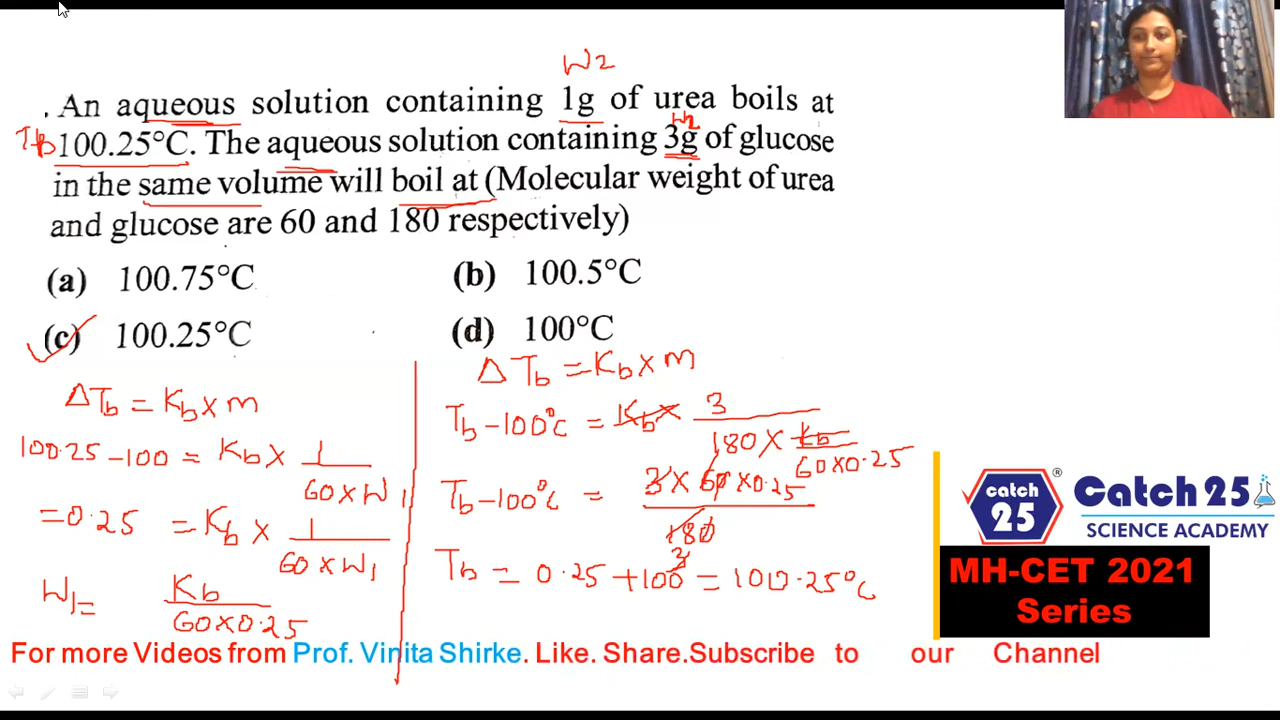 W2
. An aqueous solution containing 1g of urea boils at
Tb 100.25°C. The aqueous solution containing 3g of glucose
W2
in the same volume will boil at (Molecular weight of urea
and glucose are 60 and 180 respectively)
(a) 100.75°C (b) 100.5°C
(c) 100.25°C (d) 100°C
ΔTb = Kb x m
100.25 - 100 = Kb x 1 / 60 x W1
= 0.25 = Kb x 1 / 60 x W1
W1 = Kb / 60 x 0.25
ΔTb = Kb x m
Tb - 100°C = Kb x 3 / 180 x Kb / 60 x 0.25
Tb - 100°C = 3 x 60 x 0.25 / 180
3
Tb = 0.25 + 100 = 100.25°C
catch
25
®
Catch 25
SCIENCE ACADEMY
MH-CET 2021
Series
For more Videos from Prof. Vinita Shirke. Like. Share.Subscribe to our Channel